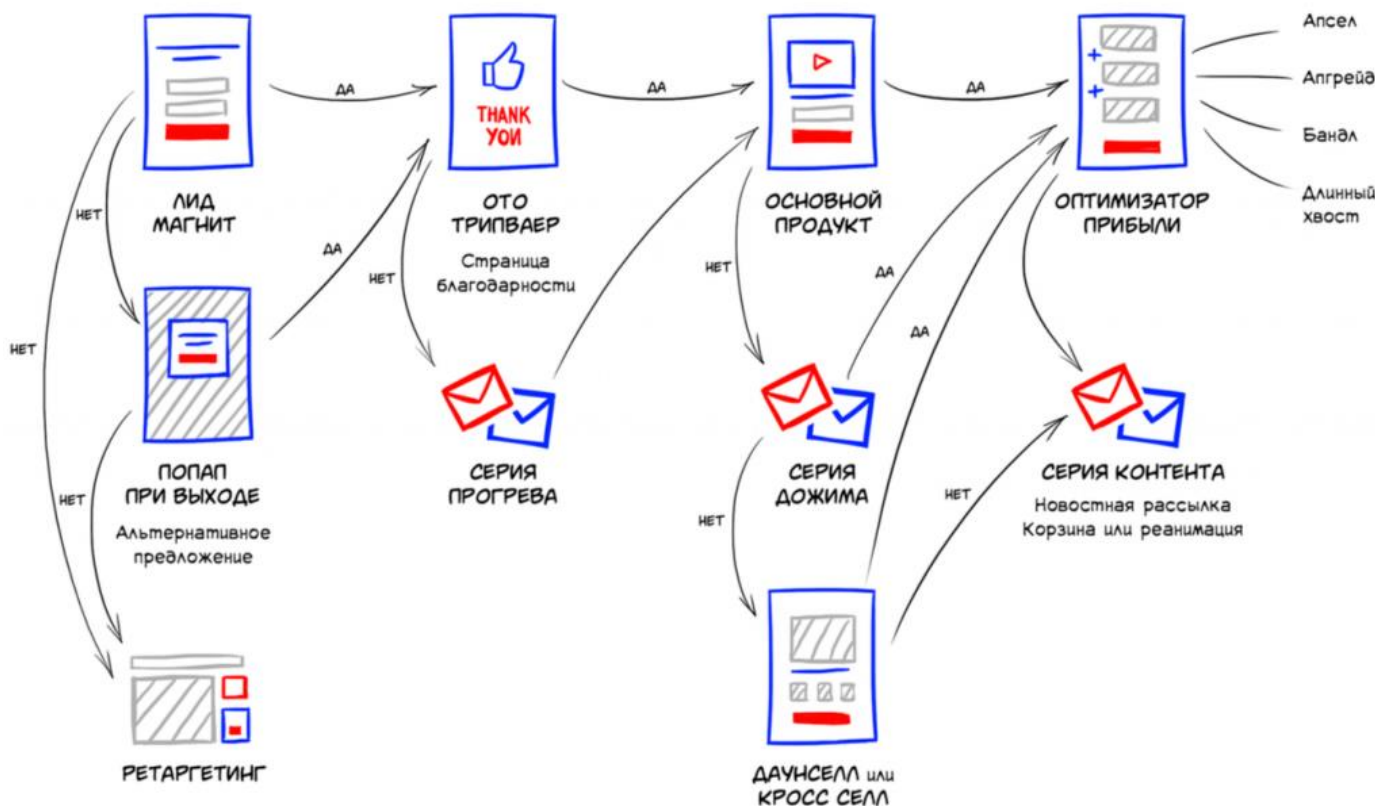 Апсел
Апгрейд
Бандл
Длинный
хвост
ДА
ДА
ДА
THANK
YOU
ЛИД
МАГНИТ
ОТО
ТРИПВАЕР
Страница
благодарности
ОСНОВНОЙ
ПРОДУКТ
ОПТИМИЗАТОР
ПРИБЫЛИ
НЕТ
ДА
НЕТ
НЕТ
ДА
НЕТ
ДА
ПОПАП
ПРИ ВЫХОДЕ
Альтернативное
предложение
СЕРИЯ
ПРОГРЕВА
СЕРИЯ
ДОЖИМА
СЕРИЯ КОНТЕНТА
Новостная рассылка
Корзина или реанимация
НЕТ
НЕТ
НЕТ
РЕТАРГЕТИНГ
ДАУНСЕЛЛ или
КРОСС СЕЛЛ